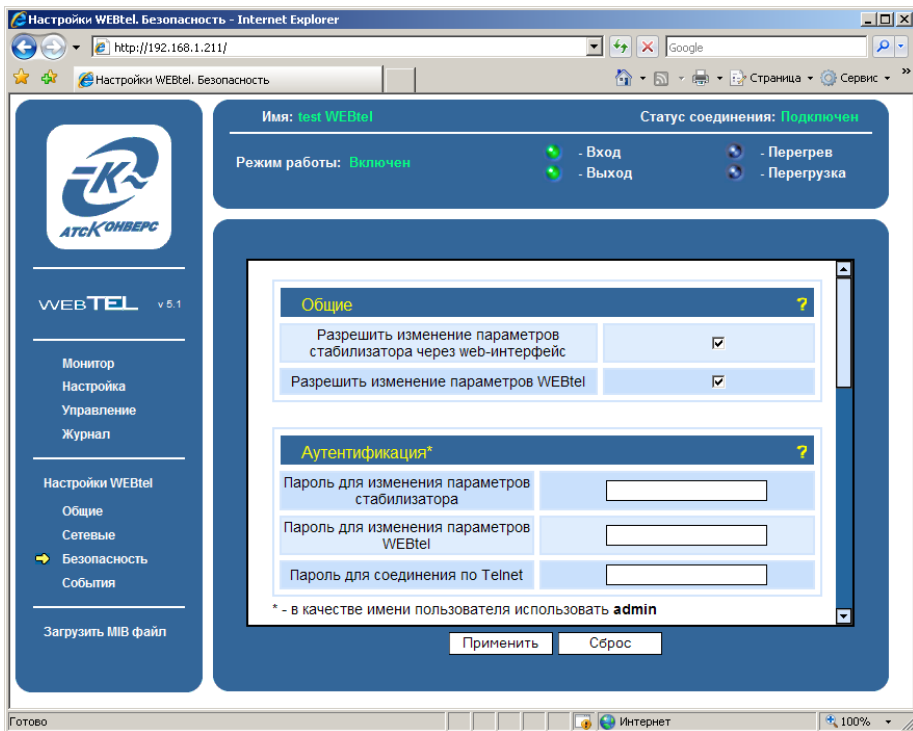 Настройки WEBtel. Безопасность - Internet Explorer
http://192.168.1.211/
Google
Настройки WEBtel. Безопасность
Страница
Сервис
»
К
АТСКОНВЕРС
WEBTEL v 5.1
Монитор
Настройка
Управление
Журнал
Настройки WEBtel
Общие
Сетевые
Безопасность
События
Загрузить MIB файл
Имя: test WEBtel
Статус соединения: Подключен
Режим работы: Включен
- Вход
- Выход
- Перегрев
- Перегрузка
Общие ?
Разрешить изменение параметров
стабилизатора через web-интерфейс
Разрешить изменение параметров WEBtel
Аутентификация* ?
Пароль для изменения параметров
стабилизатора
Пароль для изменения параметров
WEBtel
Пароль для соединения по Telnet
* - в качестве имени пользователя использовать admin
Применить
Сброс
Готово
Интернет
100%